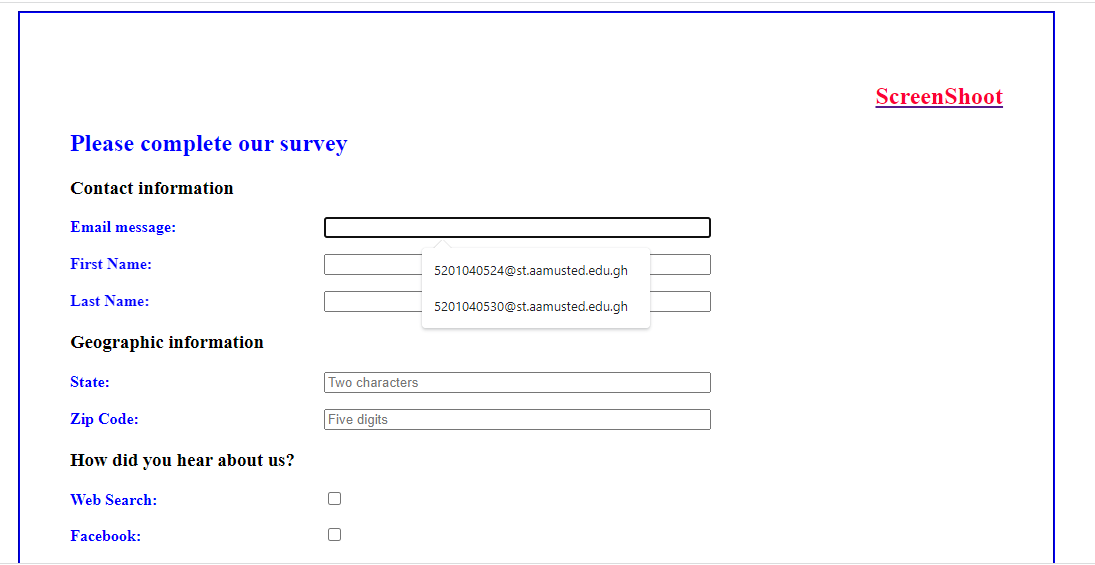 ScreenShoot
Please complete our survey
Contact information
Email message:
5201040524@st.aamusted.edu.gh
First Name:
5201040530@st.aamusted.edu.gh
Last Name:
Geographic information
State: Two characters
Zip Code: Five digits
How did you hear about us?
Web Search:
Facebook: